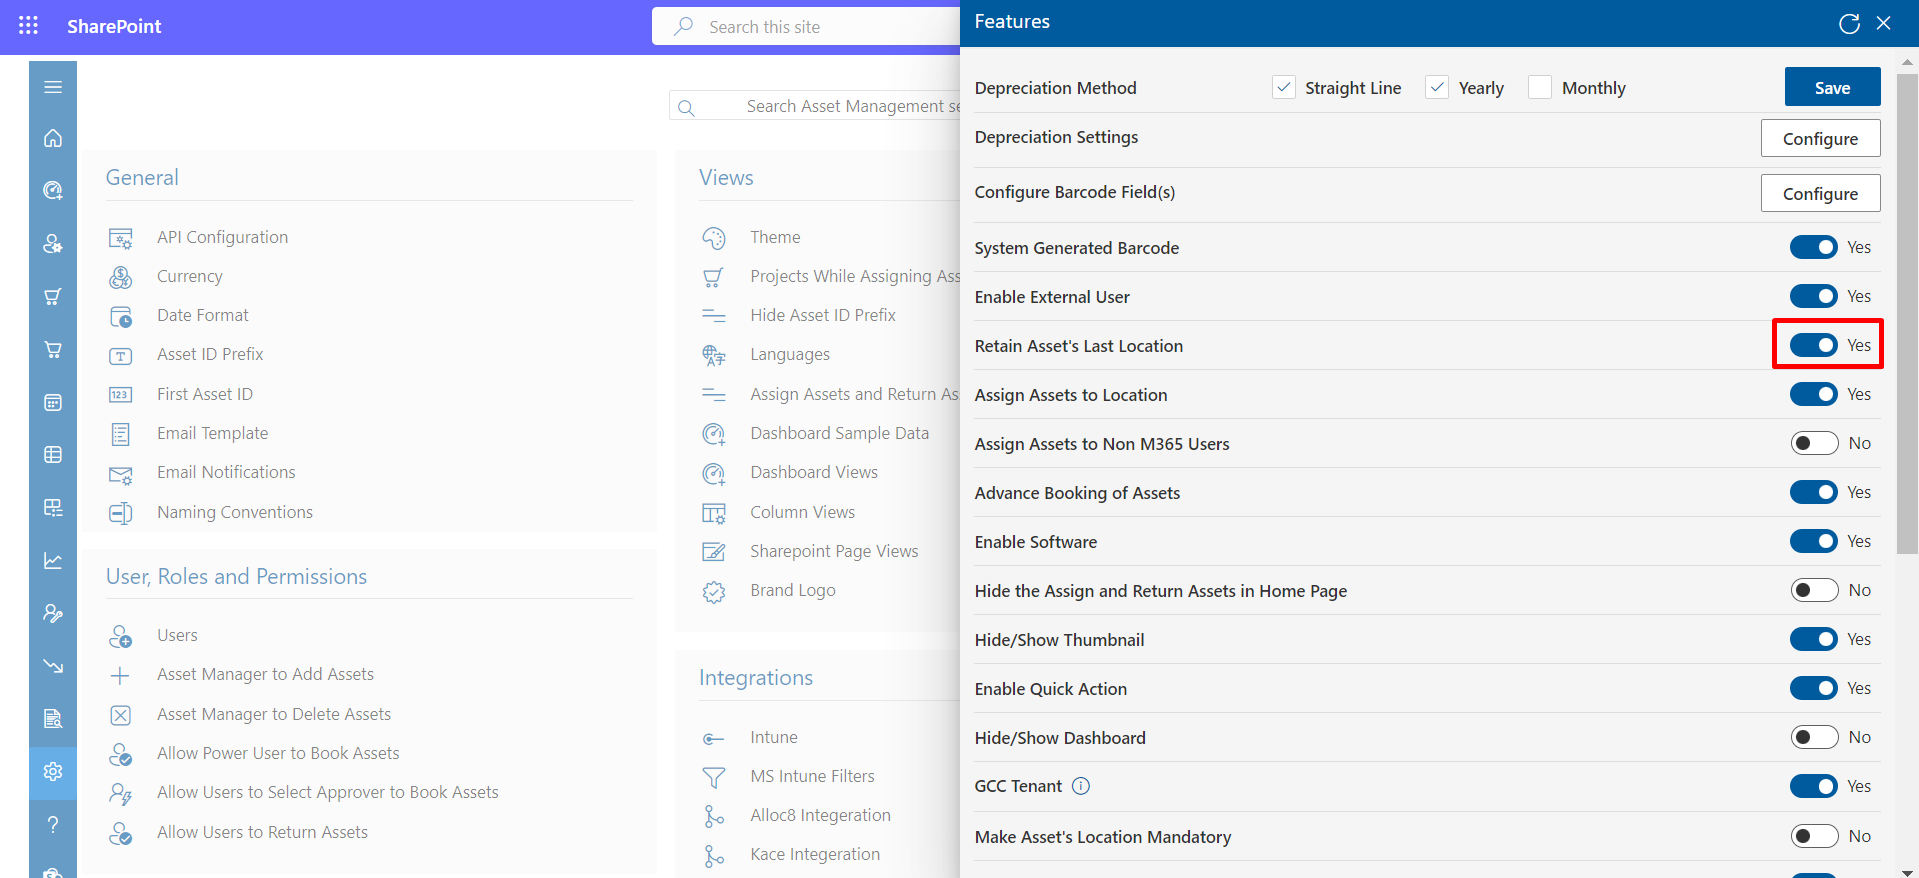 SharePoint
Search this site
Search Asset Management se
General
API Configuration
Currency
Date Format
Asset ID Prefix
First Asset ID
Email Template
Email Notifications
Naming Conventions
User, Roles and Permissions
Users
Asset Manager to Add Assets
Asset Manager to Delete Assets
Allow Power User to Book Assets
Allow Users to Select Approver to Book Assets
Allow Users to Return Assets
Views
Theme
Projects While Assigning Ass
Hide Asset ID Prefix
Languages
Assign Assets and Return As
Dashboard Sample Data
Dashboard Views
Column Views
Sharepoint Page Views
Brand Logo
Integrations
Intune
MS Intune Filters
Alloc8 Integeration
Kace Integeration
Features
Depreciation Method Straight Line Yearly Monthly Save
Depreciation Settings Configure
Configure Barcode Field(s) Configure
System Generated Barcode Yes
Enable External User Yes
Retain Asset's Last Location Yes
Assign Assets to Location Yes
Assign Assets to Non M365 Users No
Advance Booking of Assets Yes
Enable Software Yes
Hide the Assign and Return Assets in Home Page No
Hide/Show Thumbnail Yes
Enable Quick Action Yes
Hide/Show Dashboard No
GCC Tenant Yes
Make Asset's Location Mandatory No